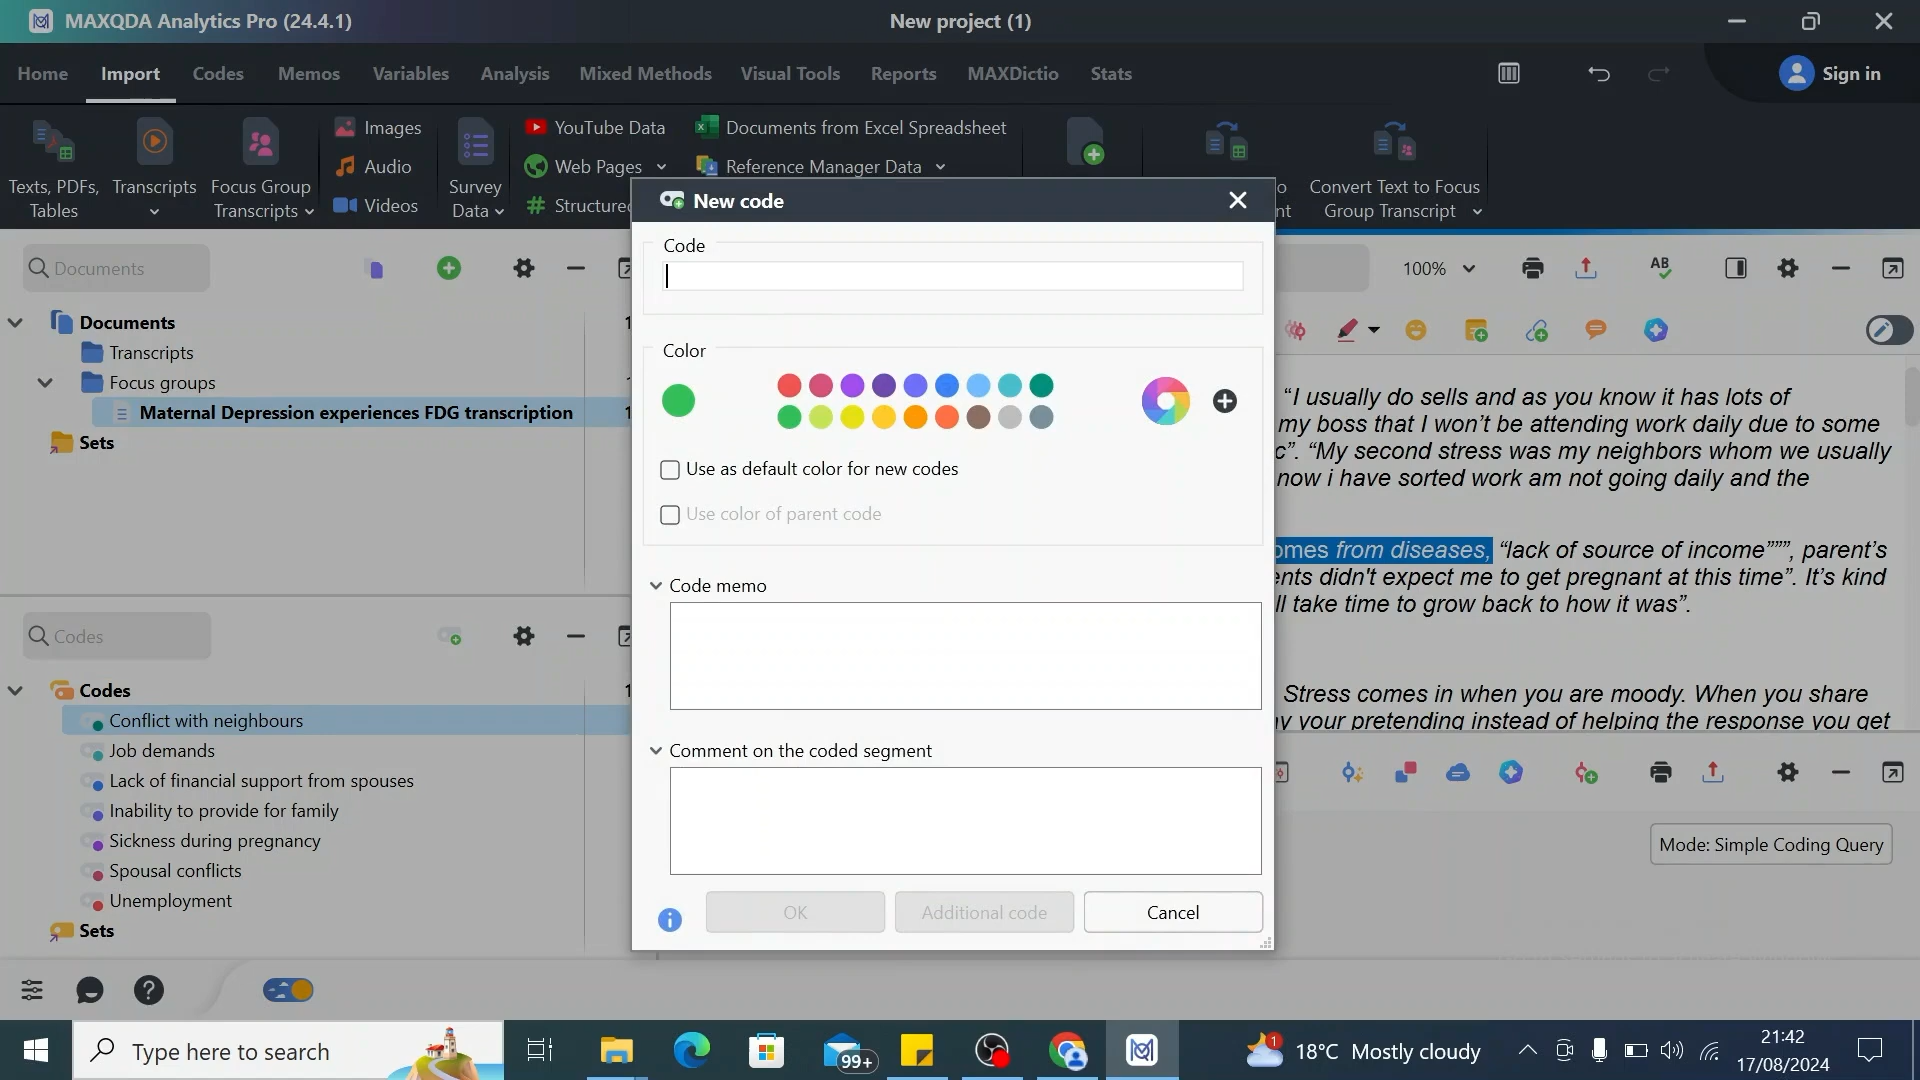 MAXQDA Analytics Pro (24.4.1)
New project (1)
Home
Import
Codes
Memos
Variables
Analysis
Mixed Methods
Visual Tools
Reports
MAXDictio
Stats
Sign in
Texts, PDFs,
Tables
Transcripts
Focus Group
Transcripts
Images
Audio
Videos
Survey
Data
YouTube Data
Web Pages
Documents from Excel Spreadsheet
Reference Manager Data
Convert Text to Focus
Group Transcript
Documents
Documents
1
Transcripts
Focus groups
Maternal Depression experiences FDG transcription
1
Sets
Codes
Codes
1
Conflict with neighbours
Job demands
Lack of financial support from spouses
Inability to provide for family
Sickness during pregnancy
Spousal conflicts
Unemployment
Sets
New code
Code
Color
Use as default color for new codes
Use color of parent code
Code memo
Comment on the coded segment
OK
Additional code
Cancel
100%
AB
“I usually do sells and as you know it has lots of
my boss that I won’t be attending work daily due to some
c”. “My second stress was my neighbors whom we usually
now i have sorted work am not going daily and the
from diseases, “lack of source of income””’, parent’s
nts didn't expect me to get pregnant at this time”. It’s kind
ll take time to grow back to how it was”.
Stress comes in when you are moody. When you share
your pretending instead of helping the response you get
Mode: Simple Coding Query
Type here to search
99+
1
18°C Mostly cloudy
21:42
17/08/2024